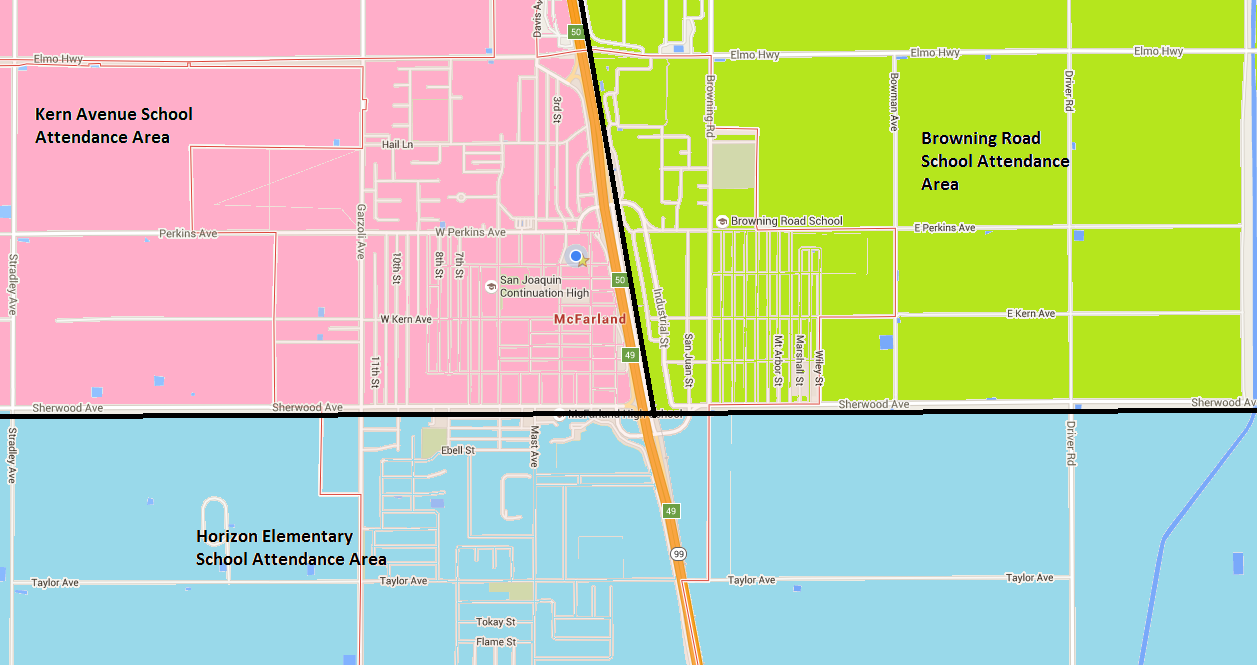 Davis Av
50
Elmo Hwy
Elmo Hwy
Elmo Hwy
Elmo Hwy
Kern Avenue School
Attendance Area
3rd St
Browning Rd
Bowman Ave
Driver Rd
Browning Road
School Attendance
Area
Hail Ln
Garzoli Ave
Perkins Ave
W Perkins Ave
Browning Road School
E Perkins Ave
Stradley Ave
10th St
8th St
7th St
San Joaquin
Continuation High
50
Industrial St
McFarland
W Kern Ave
E Kern Ave
49
11th St
San Juan St
Mt Arbor St
Marshall St
Wiley St
Sherwood Ave
Sherwood Ave
Sherwood Ave
Sherwood Av
McFarland High School
Stradley Ave
Ebell St
Mast Ave
Driver Rd
49
Horizon Elementary
School Attendance Area
99
Taylor Ave
Taylor Ave
Taylor Ave
Taylor Ave
Tokay St
Flame St